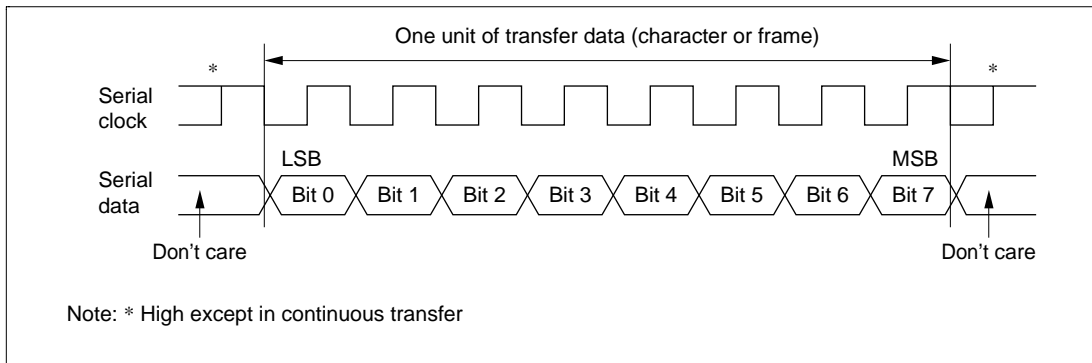 One unit of transfer data (character or frame)
* *
Serial
clock
LSB MSB
Serial
data
Bit 0 Bit 1 Bit 2 Bit 3 Bit 4 Bit 5 Bit 6 Bit 7
Don’t care Don’t care
Note: * High except in continuous transfer